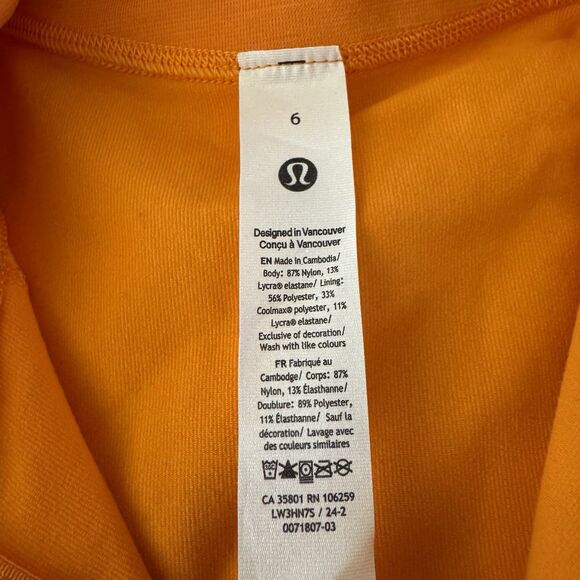 6
Designed in Vancouver
Conçu à Vancouver
EN Made in Cambodia/
Body: 87% Nylon, 13%
Lycra® elastane/ Lining:
56% Polyester, 33%
Coolmax® polyester, 11%
Lycra® elastane/
Exclusive of decoration/
Wash with like colours
FR Fabriqué au
Cambodge/ Corps: 87%
Nylon, 13% Élasthanne/
Doublure: 89% Polyester,
11% Élasthanne/ Sauf la
décoration/ Lavage avec
des couleurs similaires
CA 35801 RN 106259
LW3HN7S / 24-2
0071807-03